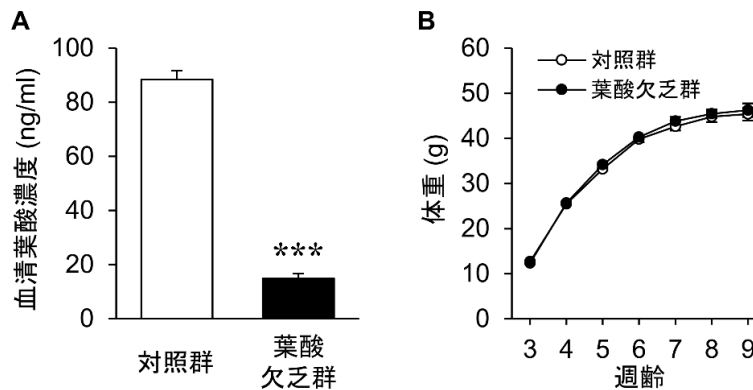 A
血清葉酸濃度 (ng/ml)
100
80
60
40
20
0
***
対照群
葉酸
欠乏群
B
体重 (g)
60
50
40
30
20
10
0
対照群
葉酸欠乏群
3 4 5 6 7 8 9
週齢